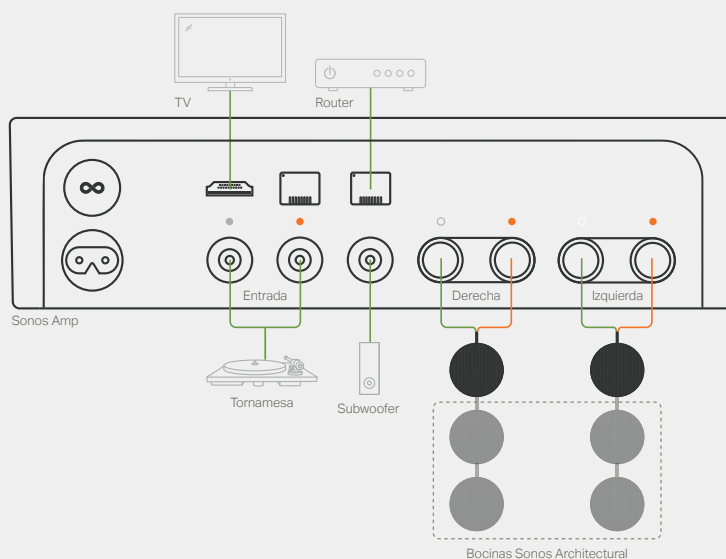 TV
Router
Entrada
Derecha
Izquierda
Sonos Amp
Tornamesa
Subwoofer
Bocinas Sonos Architectural